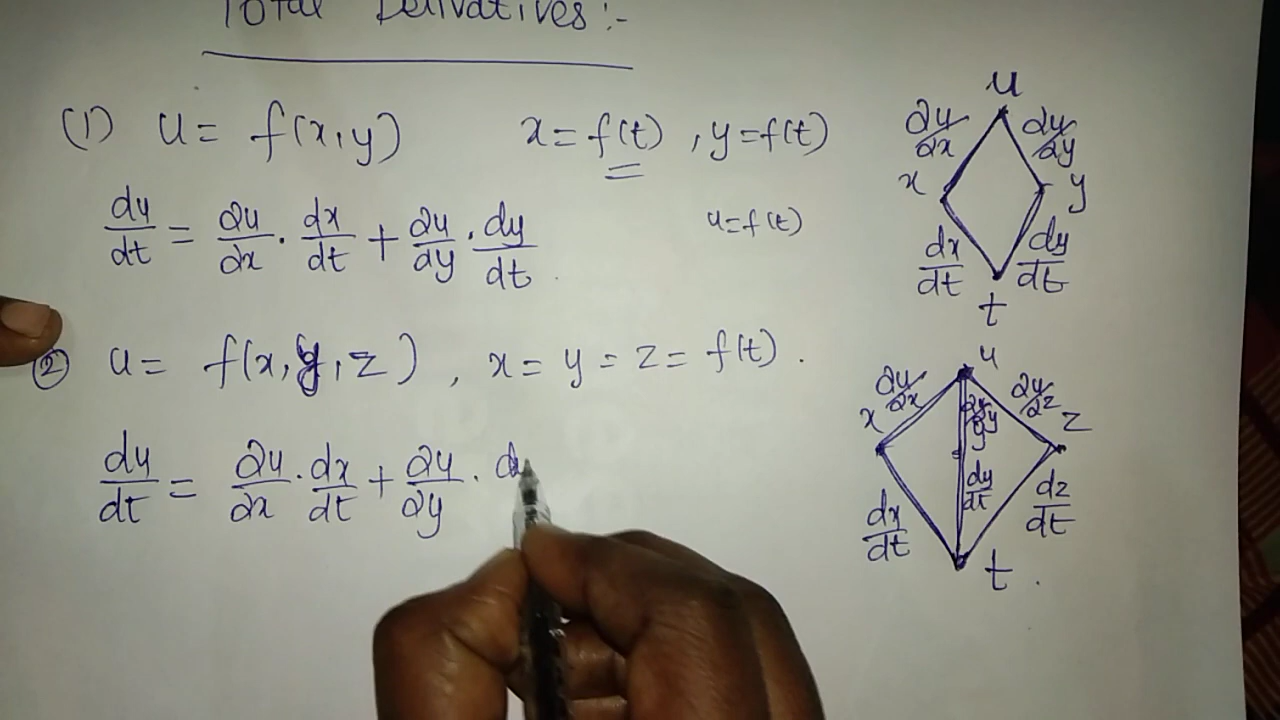 Total Derivatives :-
(1) u = f(x,y) x = f(t) , y = f(t)
du/dt = ∂u/∂x . dx/dt + ∂u/∂y . dy/dt u = f(t)
(2) u = f(x, y, z) , x = y = z = f(t) .
du/dt = ∂u/∂x . dx/dt + ∂u/∂y . d
u
∂u/∂x ∂u/∂y
x y
dx/dt dy/dt
t
u
∂u/∂x ∂u/∂y ∂u/∂z
x y z
dx/dt dy/dt dz/dt
t .